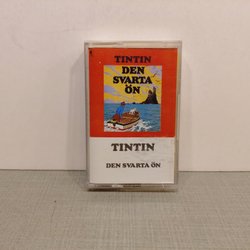 TINTIN
DEN
SVARTA
ÖN
TINTIN
DEN SVARTA ÖN